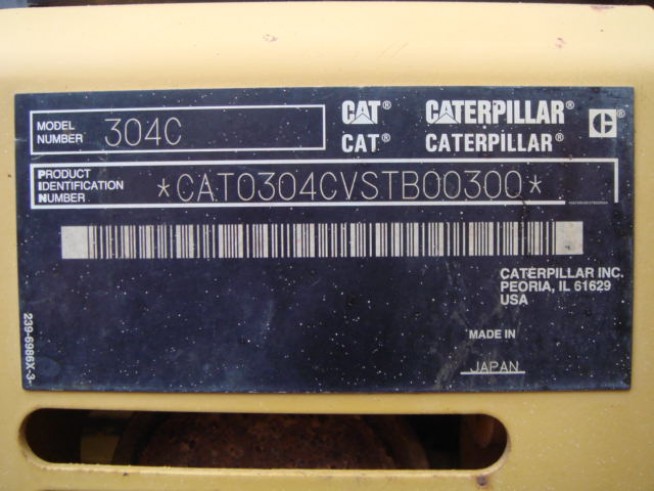 MODEL NUMBER 304C
CAT® CATERPILLAR®
CAT® CATERPILLAR®
C®
PRODUCT IDENTIFICATION NUMBER *CAT0304CVSTB00300*
CATERPILLAR INC.
PEORIA, IL 61629
USA
MADE IN
JAPAN
239-6986X-3